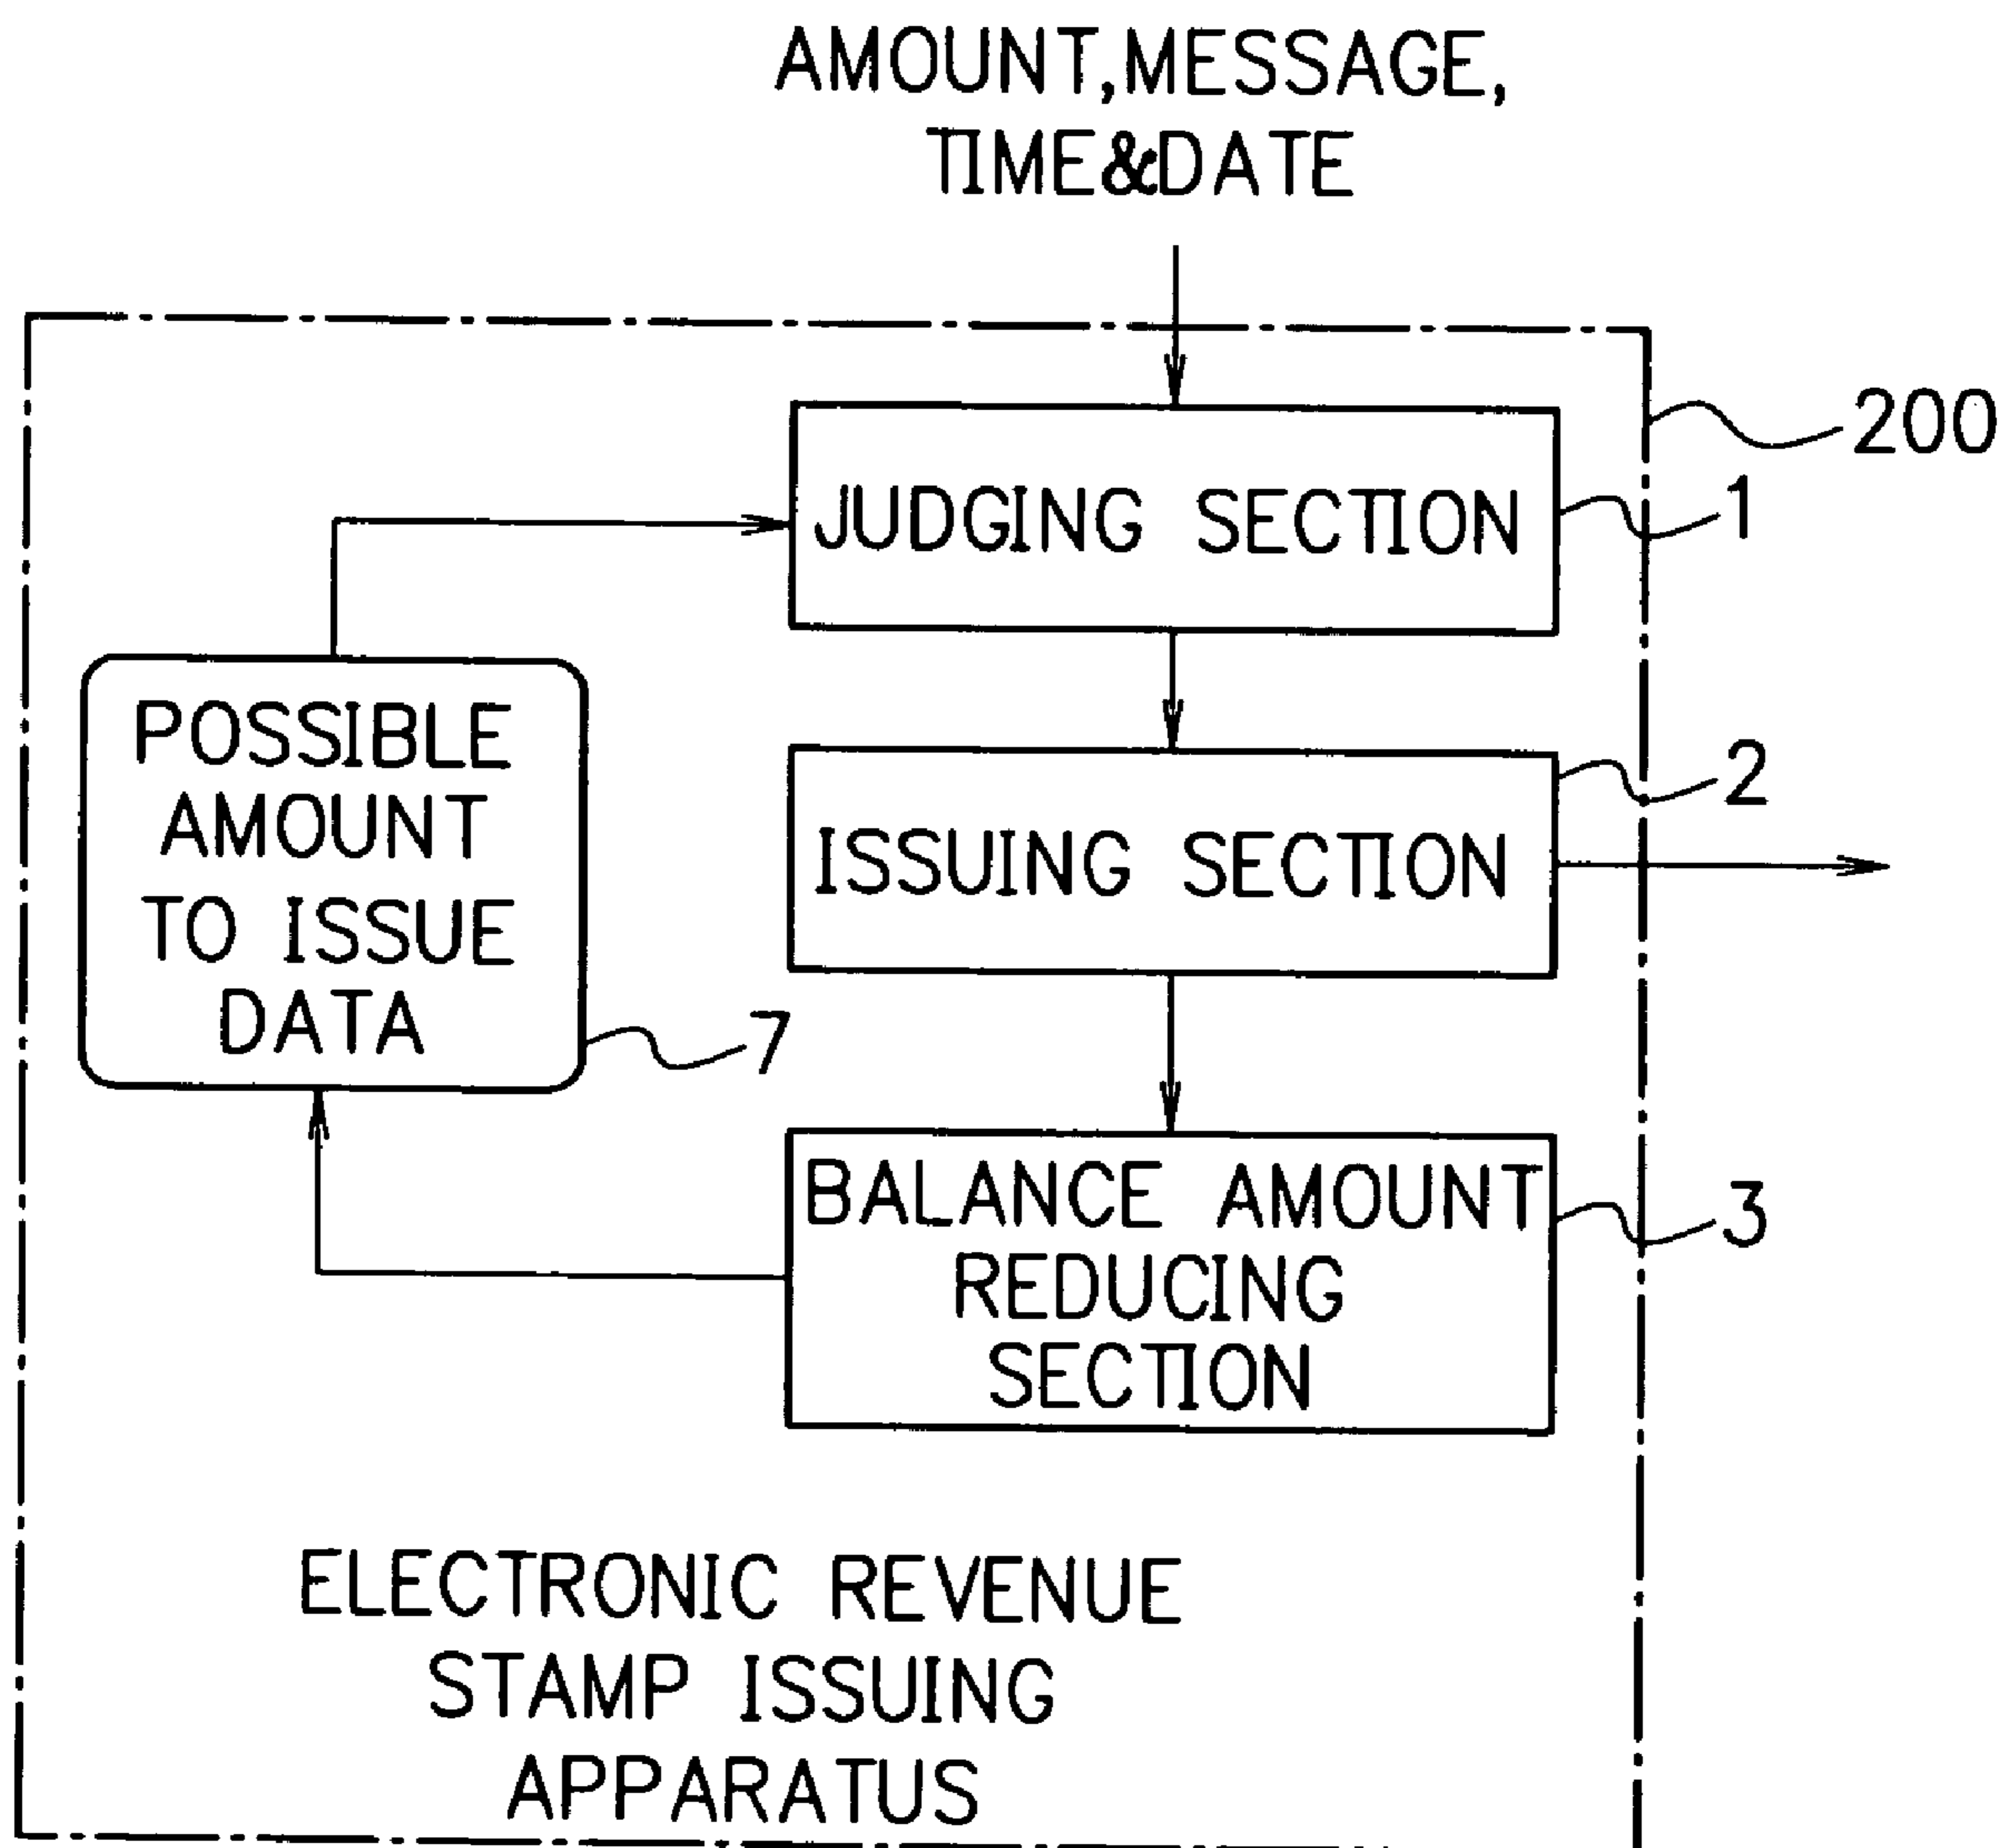 AMOUNT,MESSAGE,
TIME&DATE
200
JUDGING SECTION
1
POSSIBLE
AMOUNT
TO ISSUE
DATA
7
ISSUING SECTION
2
BALANCE AMOUNT
REDUCING
SECTION
3
ELECTRONIC REVENUE
STAMP ISSUING
APPARATUS